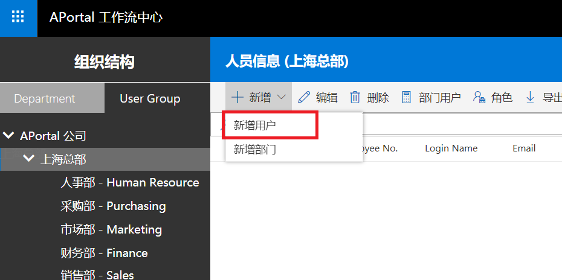 APortal 工作流中心
组织结构
人员信息 (上海总部)
Department User Group
新增 编辑 删除 部门用户 角色 导出
新增用户
新增部门
yee No. Login Name Email
APortal 公司
上海总部
人事部 - Human Resource
采购部 - Purchasing
市场部 - Marketing
财务部 - Finance
销售部 - Sales